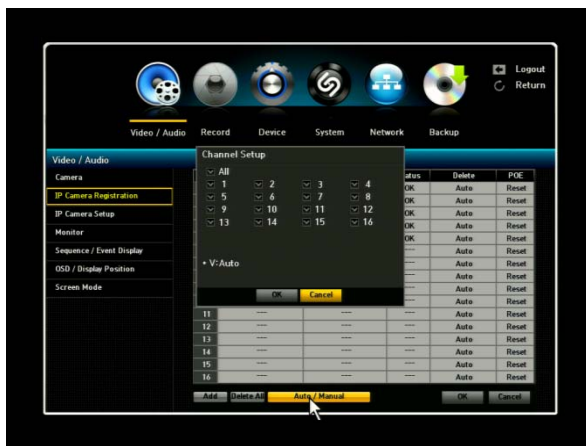 Logout
Return
Video / Audio Record Device System Network Backup
Video / Audio
Camera
IP Camera Registration
IP Camera Setup
Monitor
Sequence / Event Display
OSD / Display Position
Screen Mode
Channel Setup
All
1 2 3 4
5 6 7 8
9 10 11 12
13 14 15 16
* V:Auto
OK Cancel
atus Delete POE
OK Auto Reset
OK Auto Reset
OK Auto Reset
OK Auto Reset
OK Auto Reset
---- Auto Reset
---- Auto Reset
---- Auto Reset
---- Auto Reset
---- Auto Reset
11 ---- ---- ---- Auto Reset
12 ---- ---- ---- Auto Reset
13 ---- ---- ---- Auto Reset
14 ---- ---- ---- Auto Reset
15 ---- ---- ---- Auto Reset
16 ---- ---- ---- Auto Reset
Add Delete All Auto / Manual OK Cancel